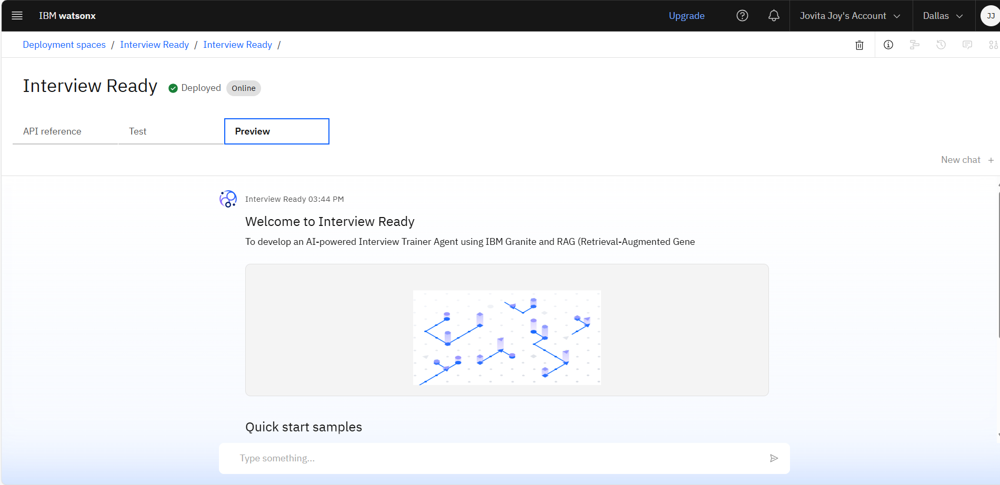 IBM watsonx
Upgrade
Jovita Joy's Account
Dallas
JJ
Deployment spaces / Interview Ready / Interview Ready /
Interview Ready
Deployed
Online
API reference
Test
Preview
New chat +
Interview Ready 03:44 PM
Welcome to Interview Ready
To develop an AI-powered Interview Trainer Agent using IBM Granite and RAG (Retrieval-Augmented Gene
Quick start samples
Type something...